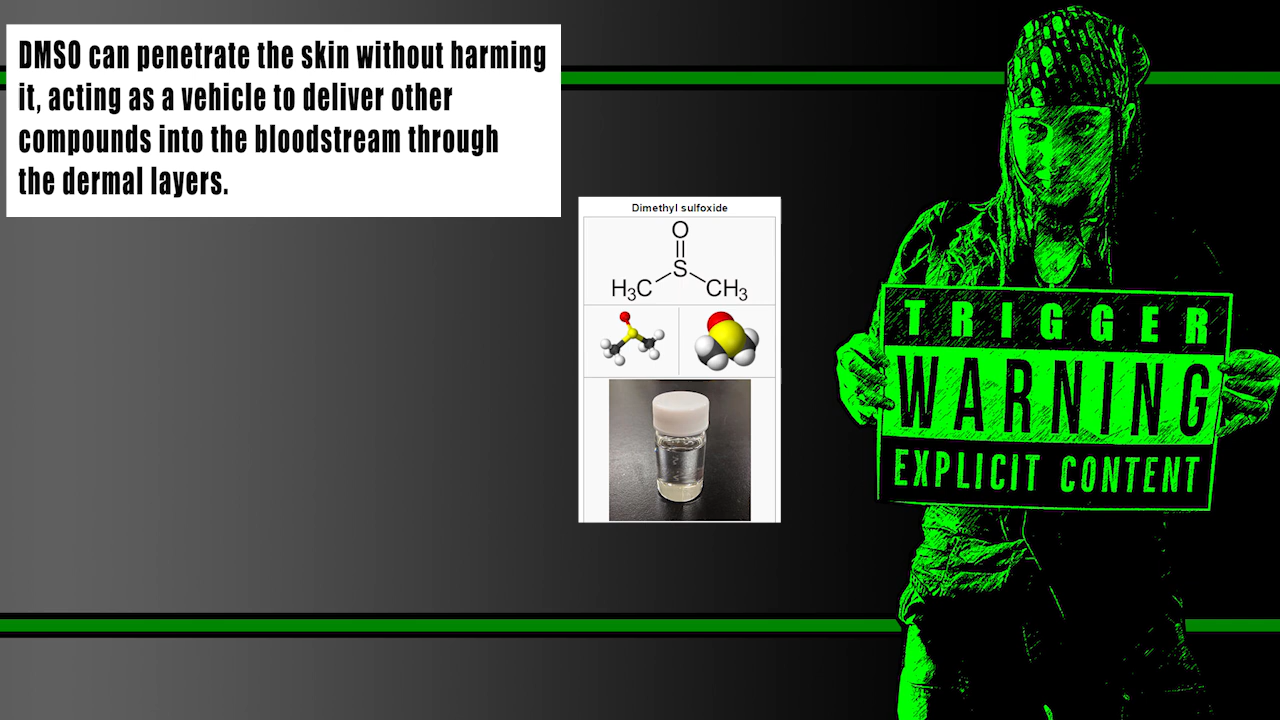 DMSO can penetrate the skin without harming
it, acting as a vehicle to deliver other
compounds into the bloodstream through
the dermal layers.
Dimethyl sulfoxide
O
S
H₃C CH₃
TRIGGER
WARNING
EXPLICIT CONTENT